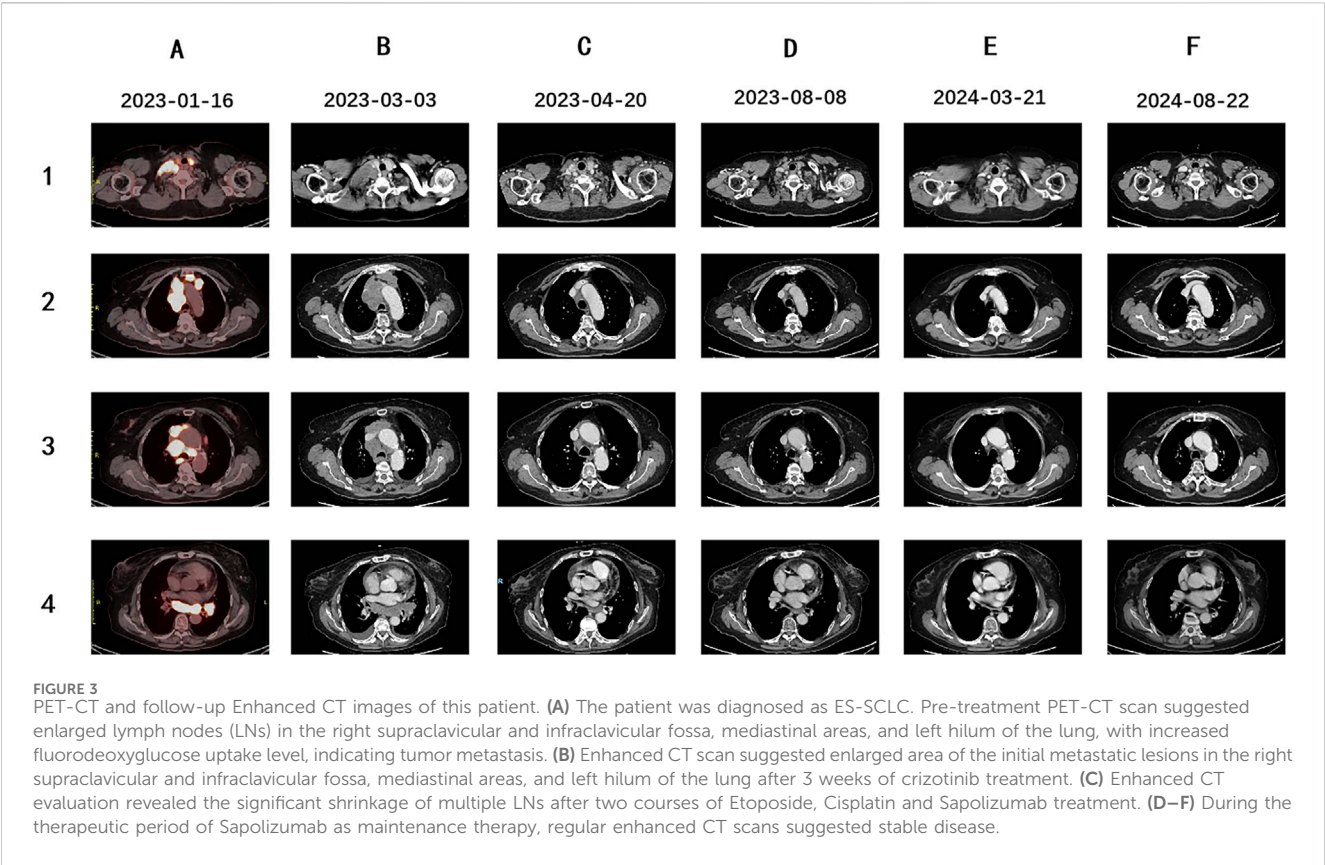 A B C D E F
2023-01-16 2023-03-03 2023-04-20 2023-08-08 2024-03-21 2024-08-22
1
2
3
4
FIGURE 3
PET-CT and follow-up Enhanced CT images of this patient. (A) The patient was diagnosed as ES-SCLC. Pre-treatment PET-CT scan suggested
enlarged lymph nodes (LNs) in the right supraclavicular and infraclavicular fossa, mediastinal areas, and left hilum of the lung, with increased
fluorodeoxyglucose uptake level, indicating tumor metastasis. (B) Enhanced CT scan suggested enlarged area of the initial metastatic lesions in the right
supraclavicular and infraclavicular fossa, mediastinal areas, and left hilum of the lung after 3 weeks of crizotinib treatment. (C) Enhanced CT
evaluation revealed the significant shrinkage of multiple LNs after two courses of Etoposide, Cisplatin and Sapolizumab treatment. (D–F) During the
therapeutic period of Sapolizumab as maintenance therapy, regular enhanced CT scans suggested stable disease.